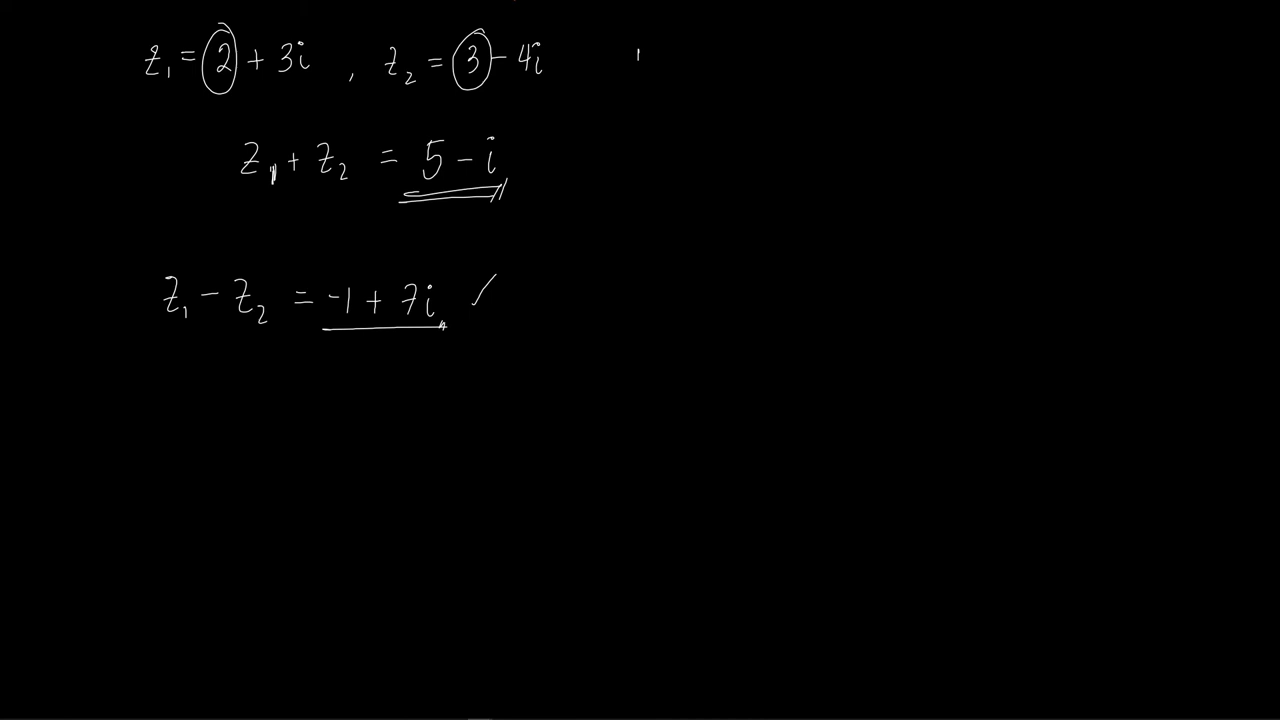 z₁ = 2 + 3i , z₂ = 3 - 4i
z₁ + z₂ = 5 - i
z₁ - z₂ = -1 + 7i ✓